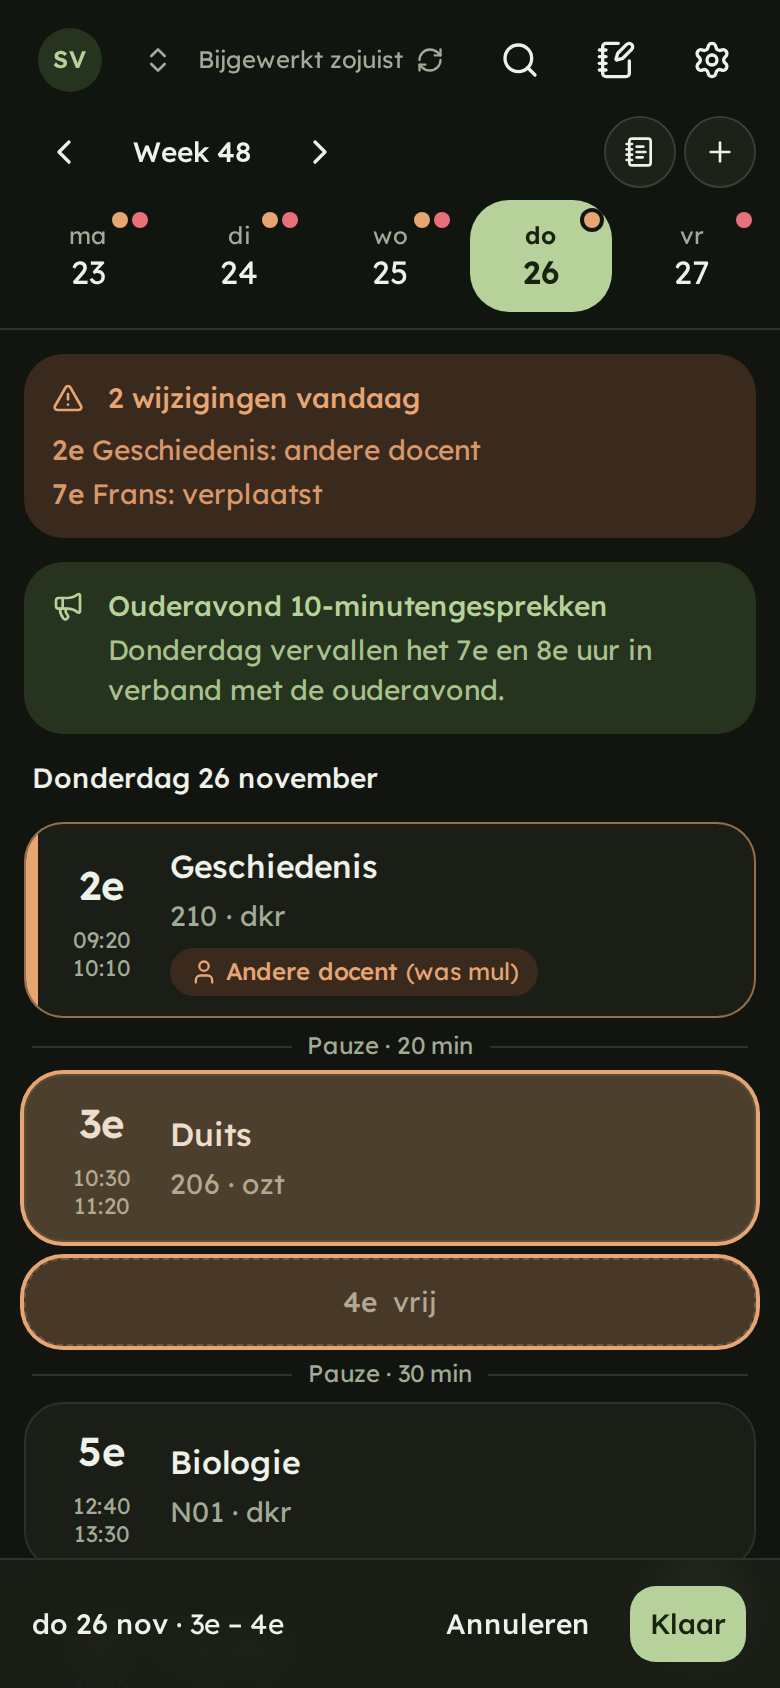 SV
Bijgewerkt zojuist
Week 48
ma
23
di
24
wo
25
do
26
vr
27
2 wijzigingen vandaag
2e Geschiedenis: andere docent
7e Frans: verplaatst
Ouderavond 10-minutengesprekken
Donderdag vervallen het 7e en 8e uur in
verband met de ouderavond.
Donderdag 26 november
2e
09:20
10:10
Geschiedenis
210 · dkr
Andere docent (was mul)
Pauze · 20 min
3e
10:30
11:20
Duits
206 · ozt
4e vrij
Pauze · 30 min
5e
12:40
13:30
Biologie
N01 · dkr
do 26 nov · 3e – 4e
Annuleren
Klaar